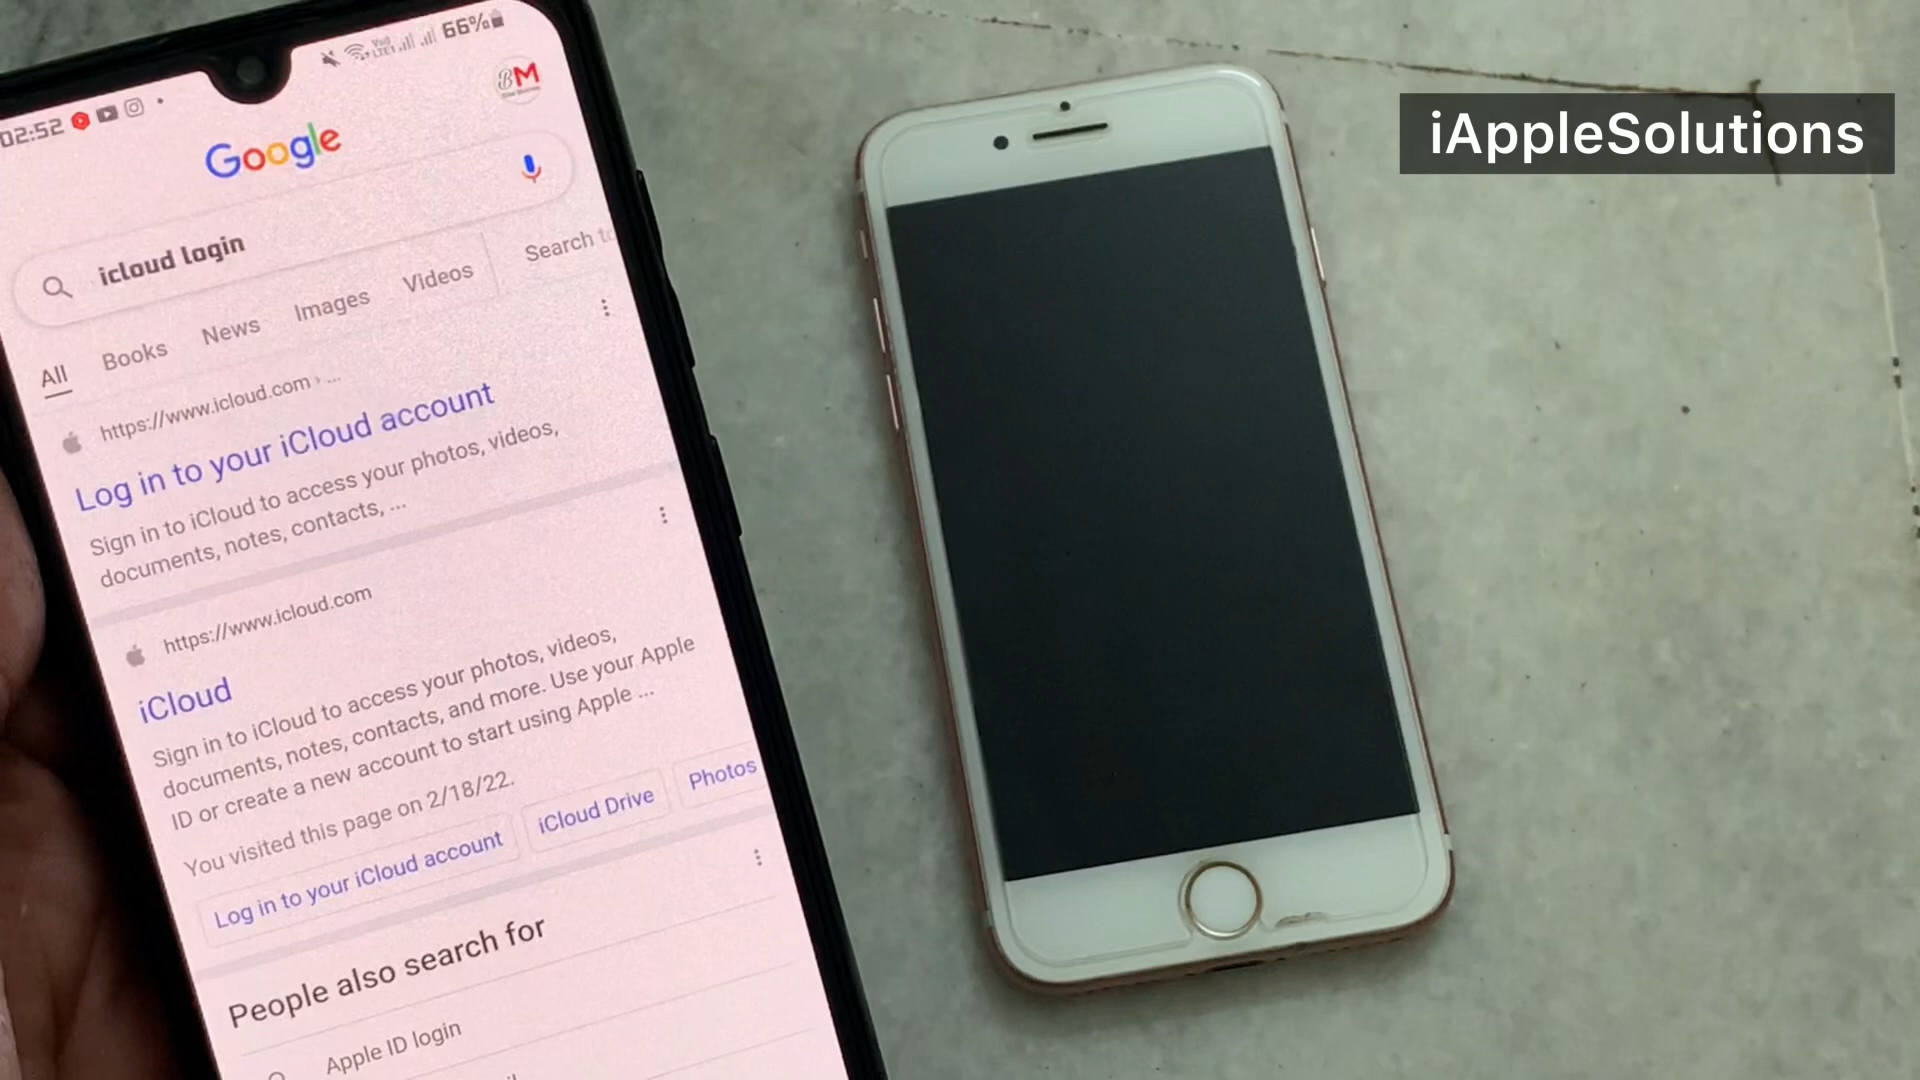 02:52
Vo)
LTE1
66%
BM
Google
icloud login
All
Books
News
Images
Videos
Search
https://www.icloud.com › ...
Log in to your iCloud account
Sign in to iCloud to access your photos, videos,
documents, notes, contacts, ...
https://www.icloud.com
iCloud
Sign in to iCloud to access your photos, videos,
documents, notes, contacts, and more. Use your Apple
ID or create a new account to start using Apple ...
You visited this page on 2/18/22.
Log in to your iCloud account
iCloud Drive
Photos
People also search for
Apple ID login
iAppleSolutions